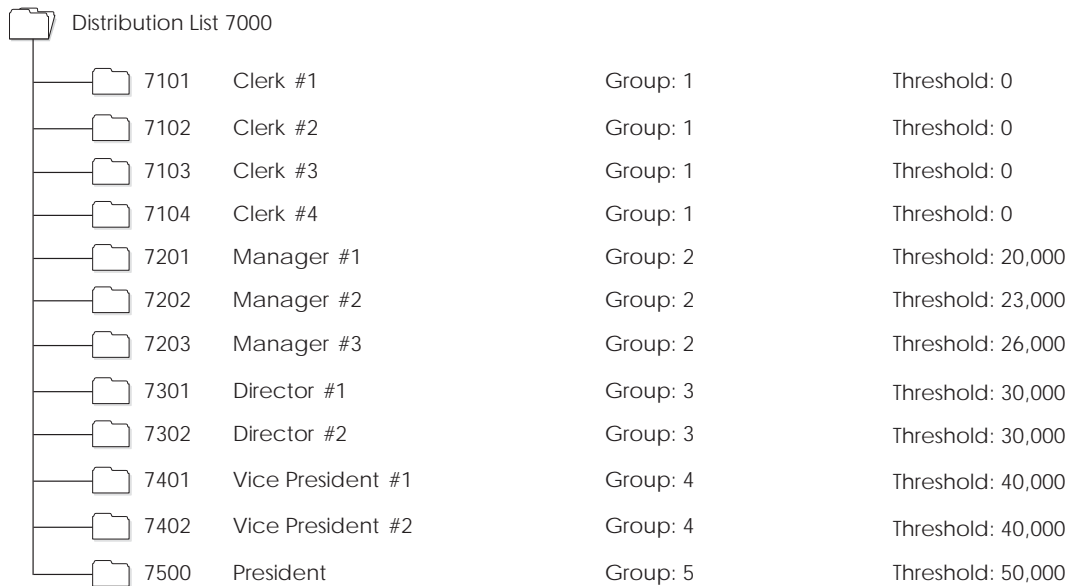 Distribution List 7000
7101 Clerk #1 Group: 1 Threshold: 0
7102 Clerk #2 Group: 1 Threshold: 0
7103 Clerk #3 Group: 1 Threshold: 0
7104 Clerk #4 Group: 1 Threshold: 0
7201 Manager #1 Group: 2 Threshold: 20,000
7202 Manager #2 Group: 2 Threshold: 23,000
7203 Manager #3 Group: 2 Threshold: 26,000
7301 Director #1 Group: 3 Threshold: 30,000
7302 Director #2 Group: 3 Threshold: 30,000
7401 Vice President #1 Group: 4 Threshold: 40,000
7402 Vice President #2 Group: 4 Threshold: 40,000
7500 President Group: 5 Threshold: 50,000